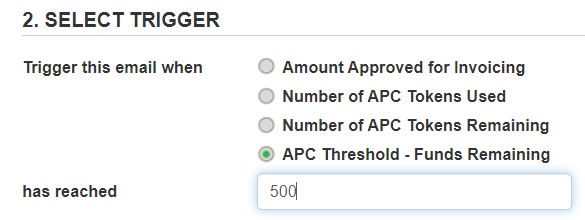 2. SELECT TRIGGER
Trigger this email when
Amount Approved for Invoicing
Number of APC Tokens Used
Number of APC Tokens Remaining
APC Threshold - Funds Remaining
has reached
500